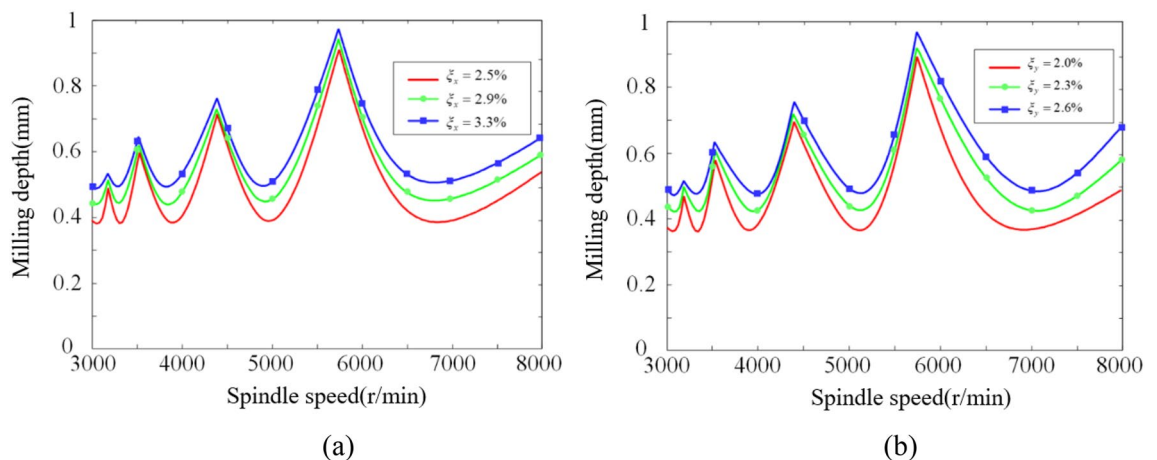 1
0.8
0.6
0.4
0.2
0
Milling depth(mm)
ξx = 2.5%
ξx = 2.9%
ξx = 3.3%
3000 4000 5000 6000 7000 8000
Spindle speed(r/min)
(a)
1
0.8
0.6
0.4
0.2
0
Milling depth(mm)
ξy = 2.0%
ξy = 2.3%
ξy = 2.6%
3000 4000 5000 6000 7000 8000
Spindle speed(r/min)
(b)